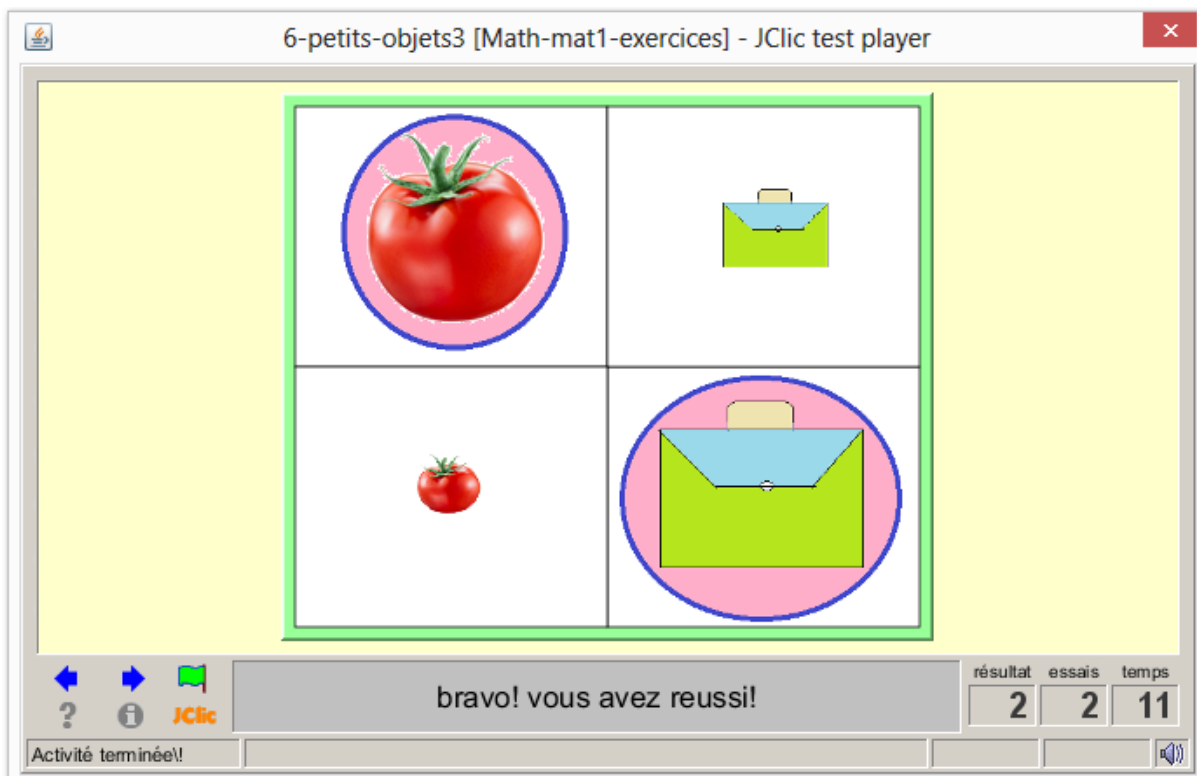 6-petits-objets3 [Math-mat1-exercices] - JClic test player
résultat essais temps
bravo! vous avez reussi!
2 2 11
? i JClic
Activité terminée\!